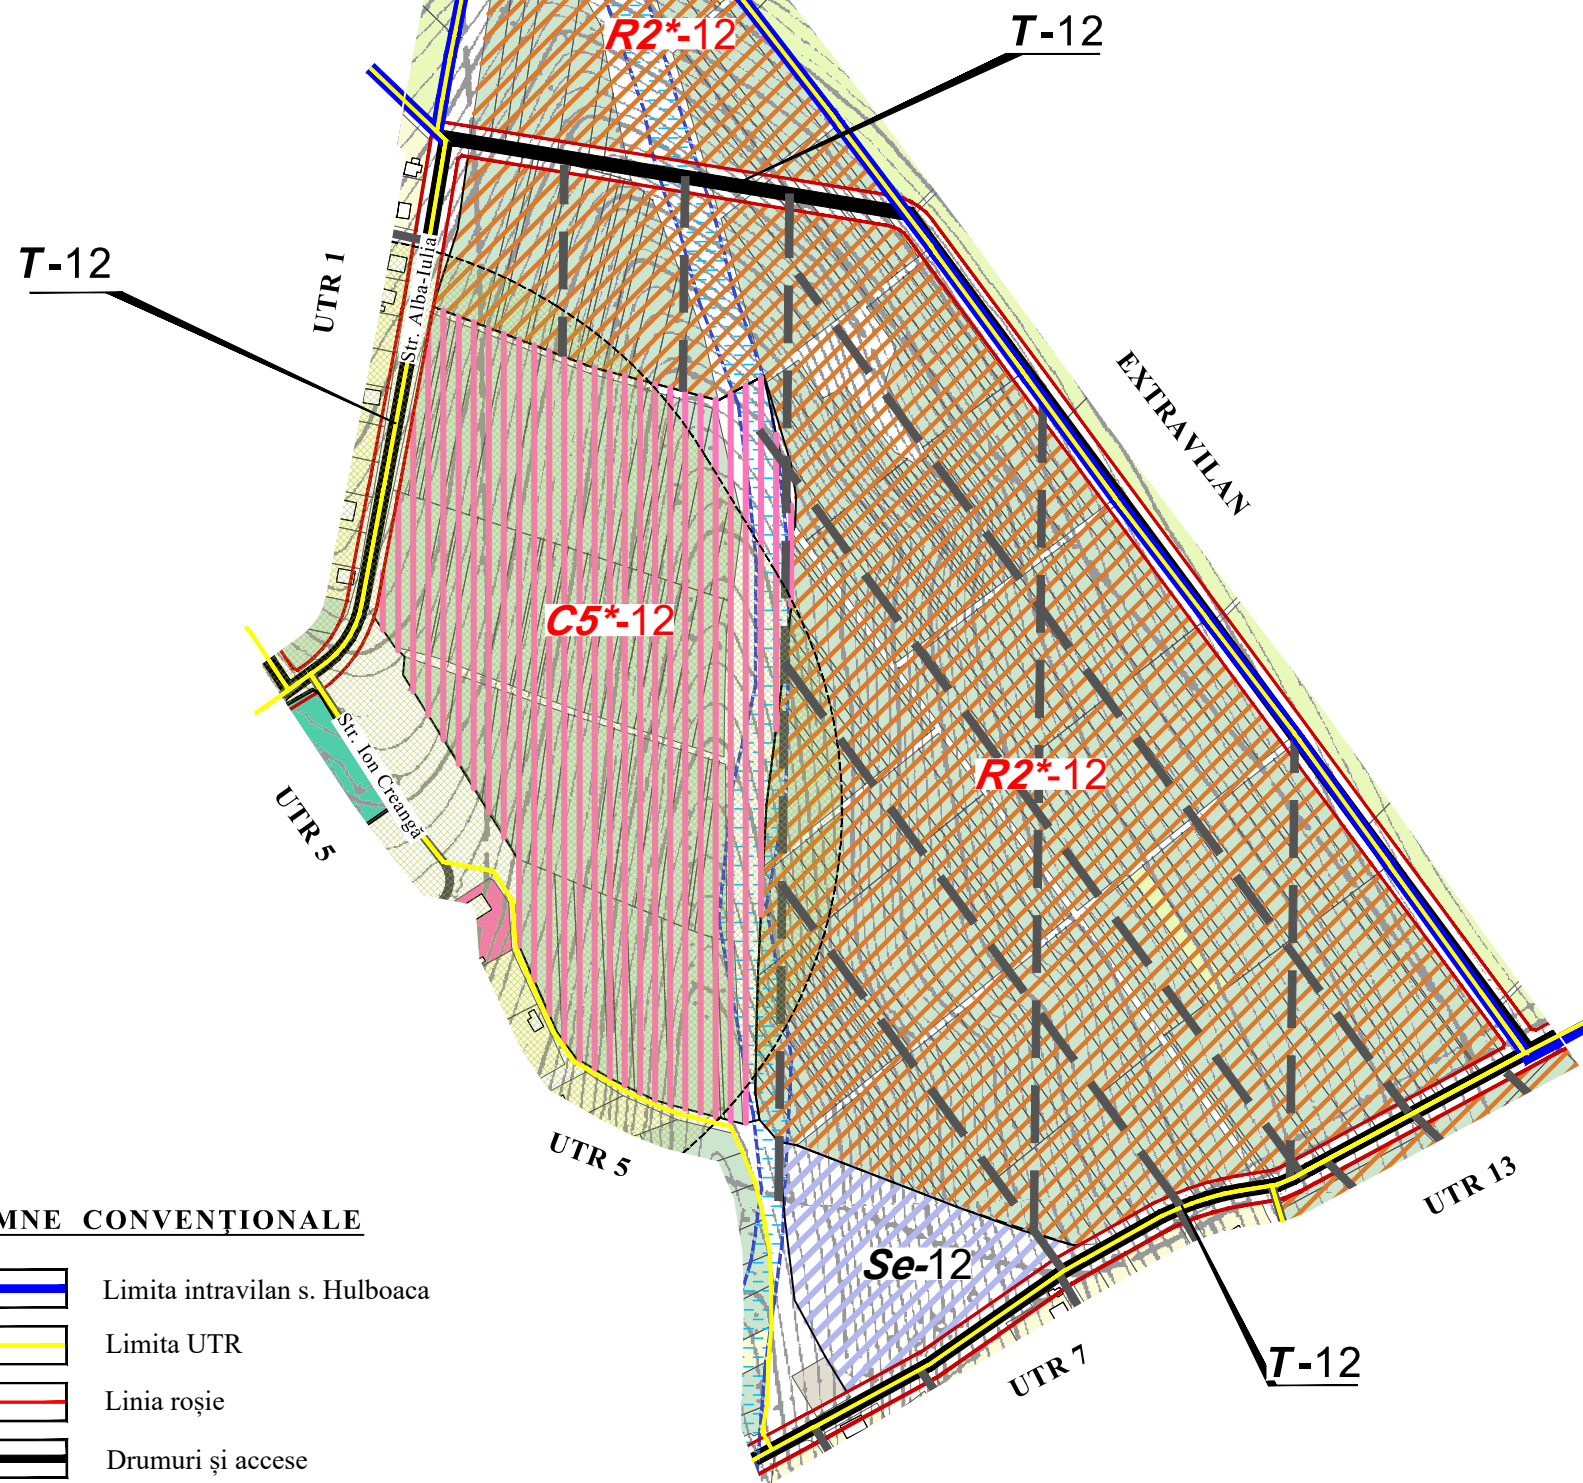 R2*-12
T-12
T-12
UTR 1
Str. Alba-Iulia
EXTRAVILAN
C5*-12
Str. Ion Creangă
UTR 5
R2*-12
UTR 5
UTR 13
MNE CONVENȚIONALE
Se-12
Limita intravilan s. Hulboaca
Limita UTR
UTR 7
T-12
Linia roșie
Drumuri și accese